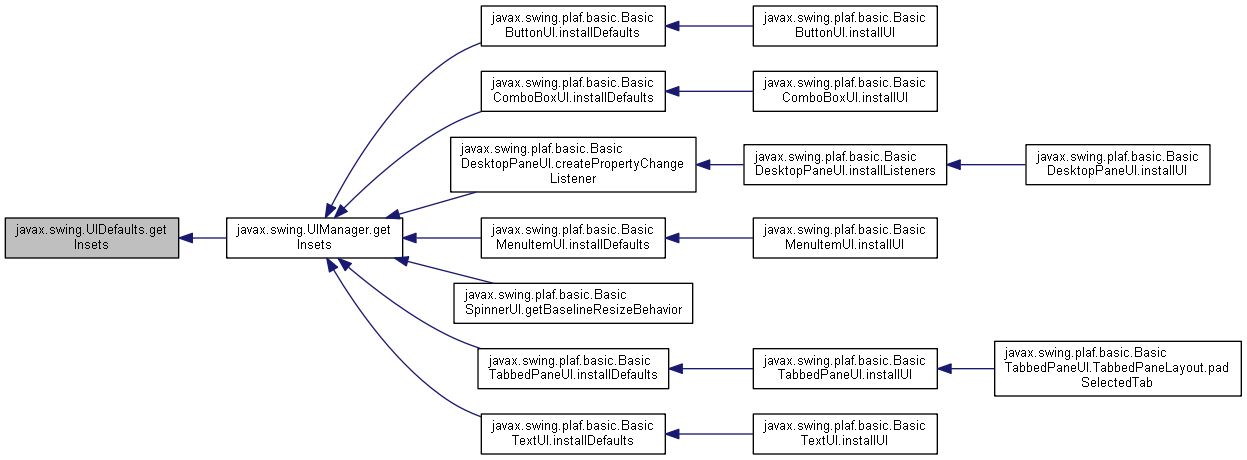 javax.swing.plaf.basic.Basic
ButtonUI.installDefaults
javax.swing.plaf.basic.Basic
ButtonUI.installUI
javax.swing.plaf.basic.Basic
ComboBoxUI.installDefaults
javax.swing.plaf.basic.Basic
ComboBoxUI.installUI
javax.swing.plaf.basic.Basic
DesktopPaneUI.createPropertyChange
Listener
javax.swing.plaf.basic.Basic
DesktopPaneUI.installListeners
javax.swing.plaf.basic.Basic
DesktopPaneUI.installUI
javax.swing.UIDefaults.get
Insets
javax.swing.UIManager.get
Insets
javax.swing.plaf.basic.Basic
MenuItemUI.installDefaults
javax.swing.plaf.basic.Basic
MenuItemUI.installUI
javax.swing.plaf.basic.Basic
SpinnerUI.getBaselineResizeBehavior
javax.swing.plaf.basic.Basic
TabbedPaneUI.installDefaults
javax.swing.plaf.basic.Basic
TabbedPaneUI.installUI
javax.swing.plaf.basic.Basic
TabbedPaneUI.TabbedPaneLayout.pad
SelectedTab
javax.swing.plaf.basic.Basic
TextUI.installDefaults
javax.swing.plaf.basic.Basic
TextUI.installUI